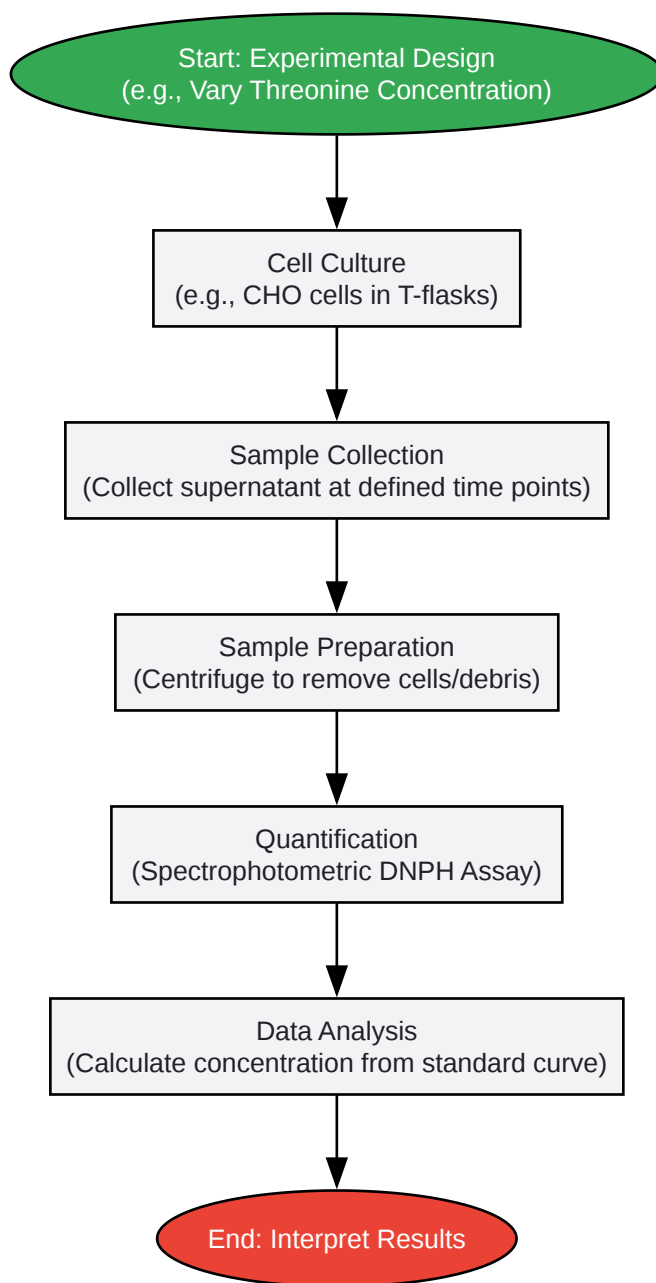 Start: Experimental Design
(e.g., Vary Threonine Concentration)
Cell Culture
(e.g., CHO cells in T-flasks)
Sample Collection
(Collect supernatant at defined time points)
Sample Preparation
(Centrifuge to remove cells/debris)
Quantification
(Spectrophotometric DNPH Assay)
Data Analysis
(Calculate concentration from standard curve)
End: Interpret Results